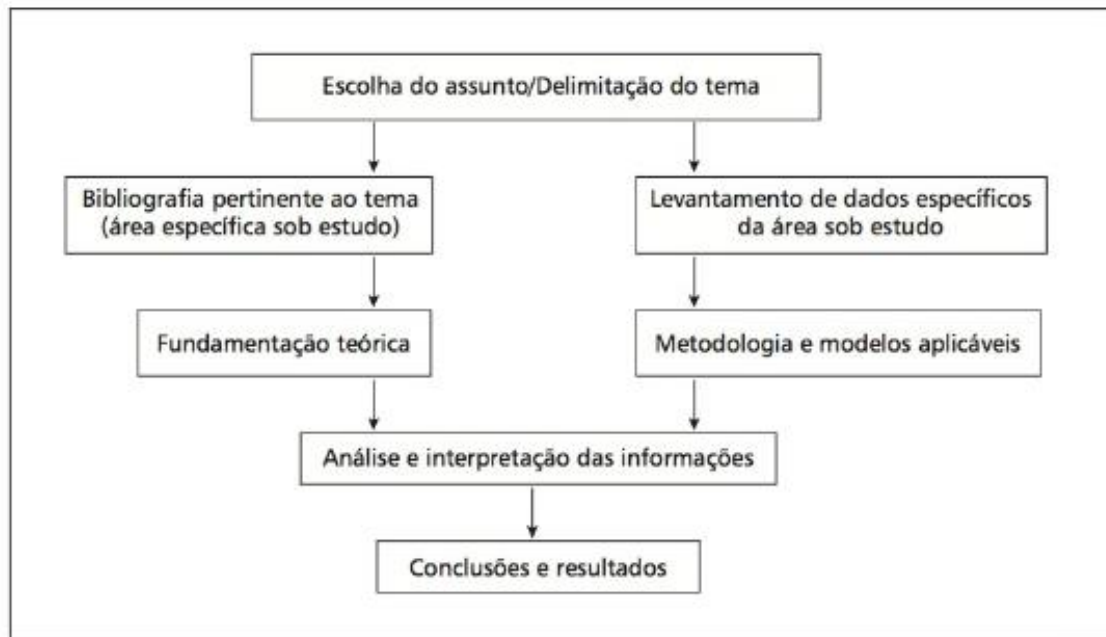 Escolha do assunto/Delimitação do tema
Bibliografia pertinente ao tema
(área específica sob estudo)
Levantamento de dados específicos
da área sob estudo
Fundamentação teórica
Metodologia e modelos aplicáveis
Análise e interpretação das informações
Conclusões e resultados